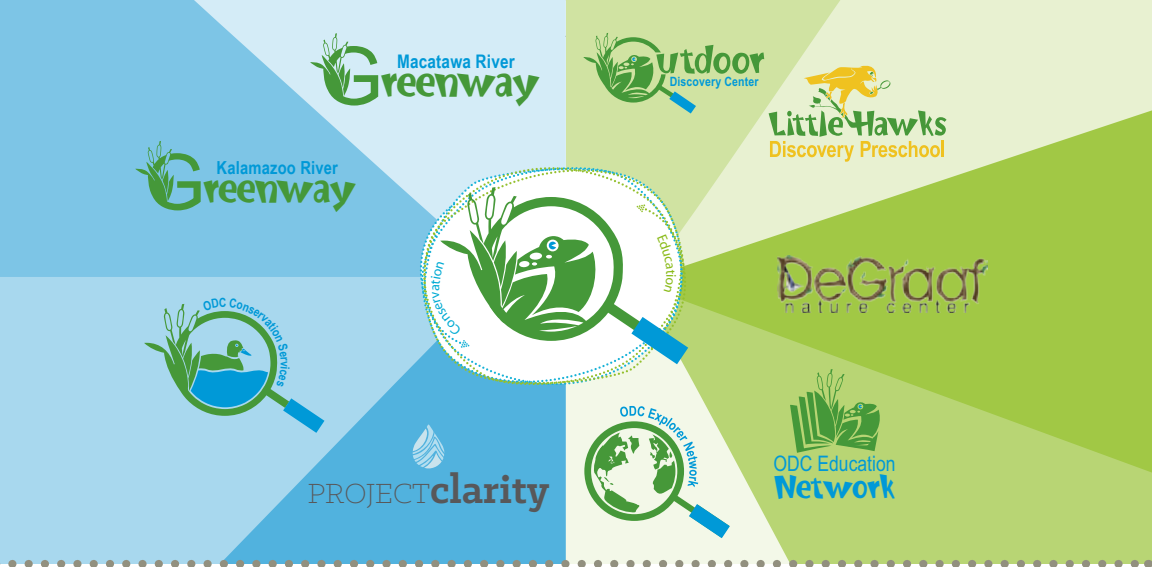 Macatawa River
Greenway
Outdoor
Discovery Center
Little Hawks
Discovery Preschool
Kalamazoo River
Greenway
Conservation
Education
DeGraaf
nature center
ODC Conservation Services
PROJECTclarity
ODC Explorer Network
ODC Education
Network